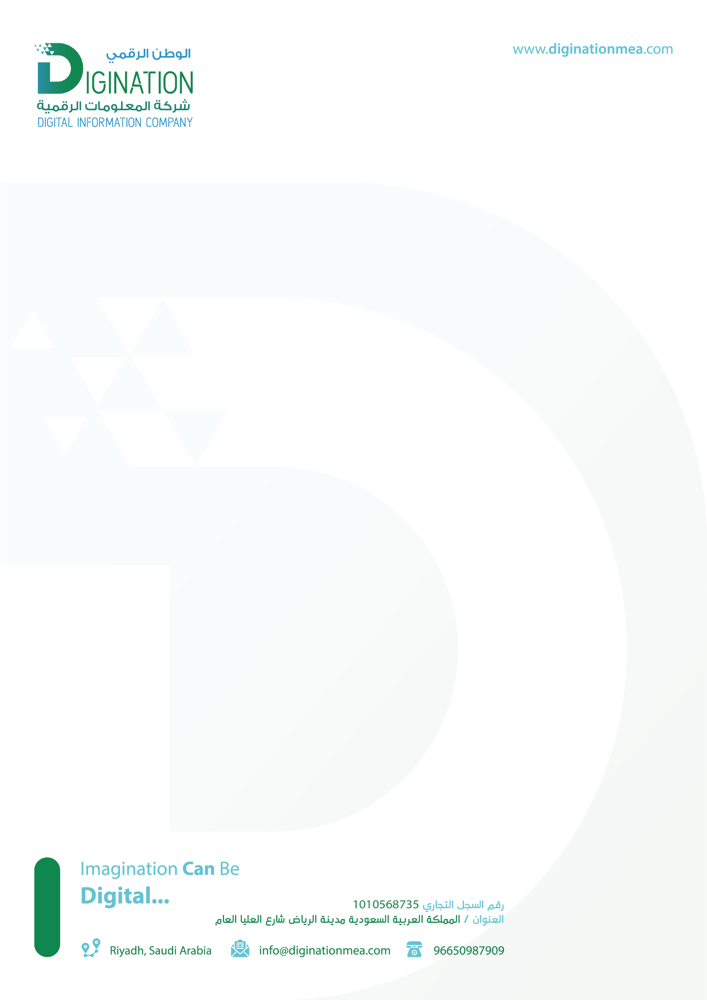 الوطن الرقمي
DIGINATION
شركة المعلومات الرقمية
DIGITAL INFORMATION COMPANY
www.diginationmea.com
Imagination Can Be
Digital...
رقم السجل التجاري 1010568735
العنوان / المملكة العربية السعودية مدينة الرياض شارع العليا العام
Riyadh, Saudi Arabia
info@diginationmea.com
96650987909